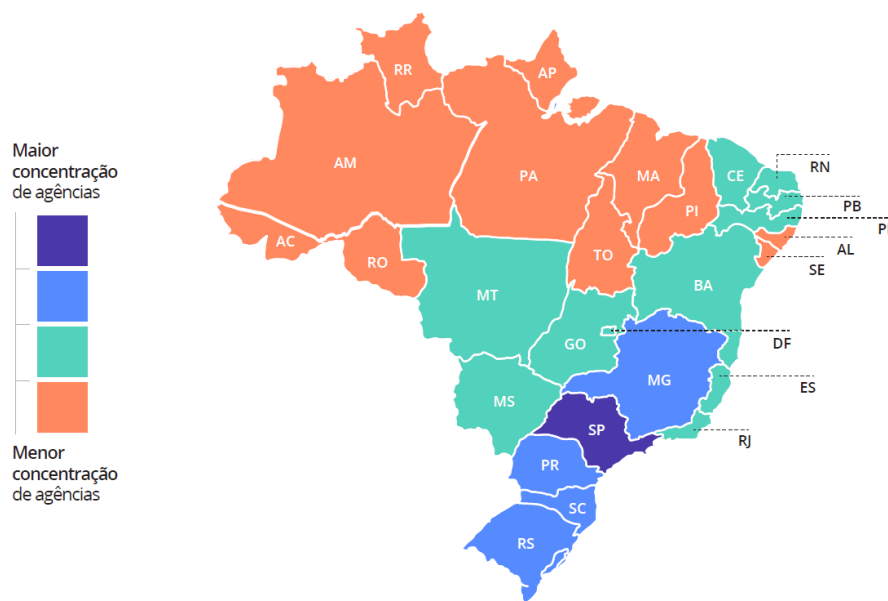 Maior
concentração
de agências
Menor
concentração
de agências
RR
AP
AM
PA
MA
CE
RN
PB
PI
AL
SE
AC
RO
TO
PI
MT
BA
GO
DF
MG
ES
MS
SP
RJ
PR
SC
RS